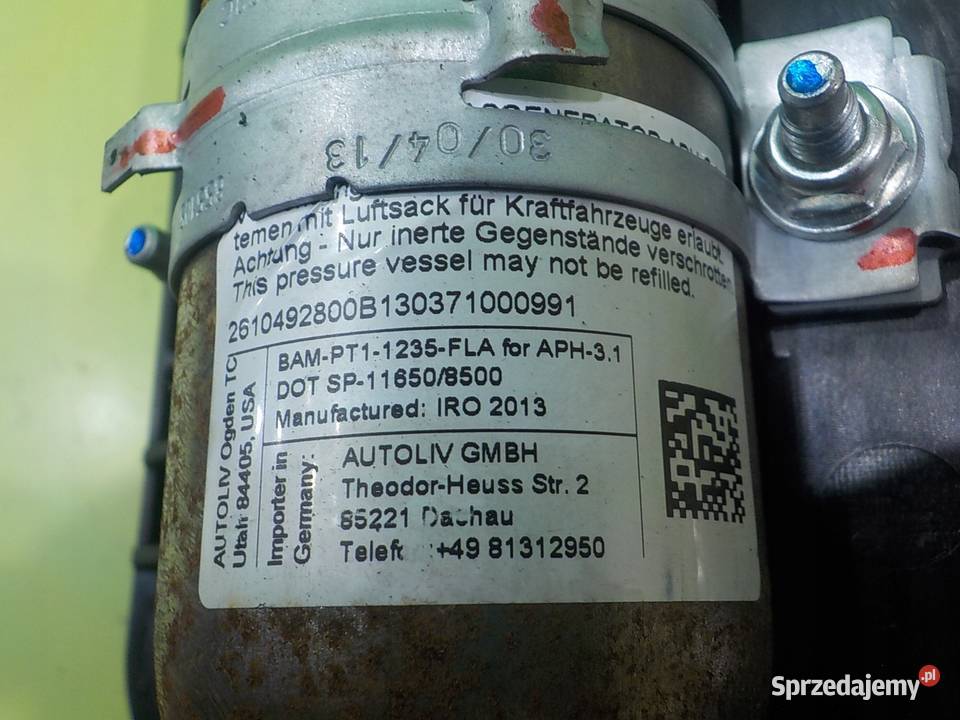 30/04/13
temen mit Luftsack für Kraftfahrzeuge erlaubt.
Achtung - Nur inerte Gegenstände verschrotten
This pressure vessel may not be refilled.
2610492800B130371000991
AUTOLIV Ogden TC
Utah 84405, USA
BAM-PT1-1235-FLA for APH-3.1
DOT SP-11650/8500
Manufactured: IRO 2013
Importer in
Germany:
AUTOLIV GMBH
Theodor-Heuss Str. 2
85221 Dachau
Telef :+49 81312950
Sprzedajemy.pl